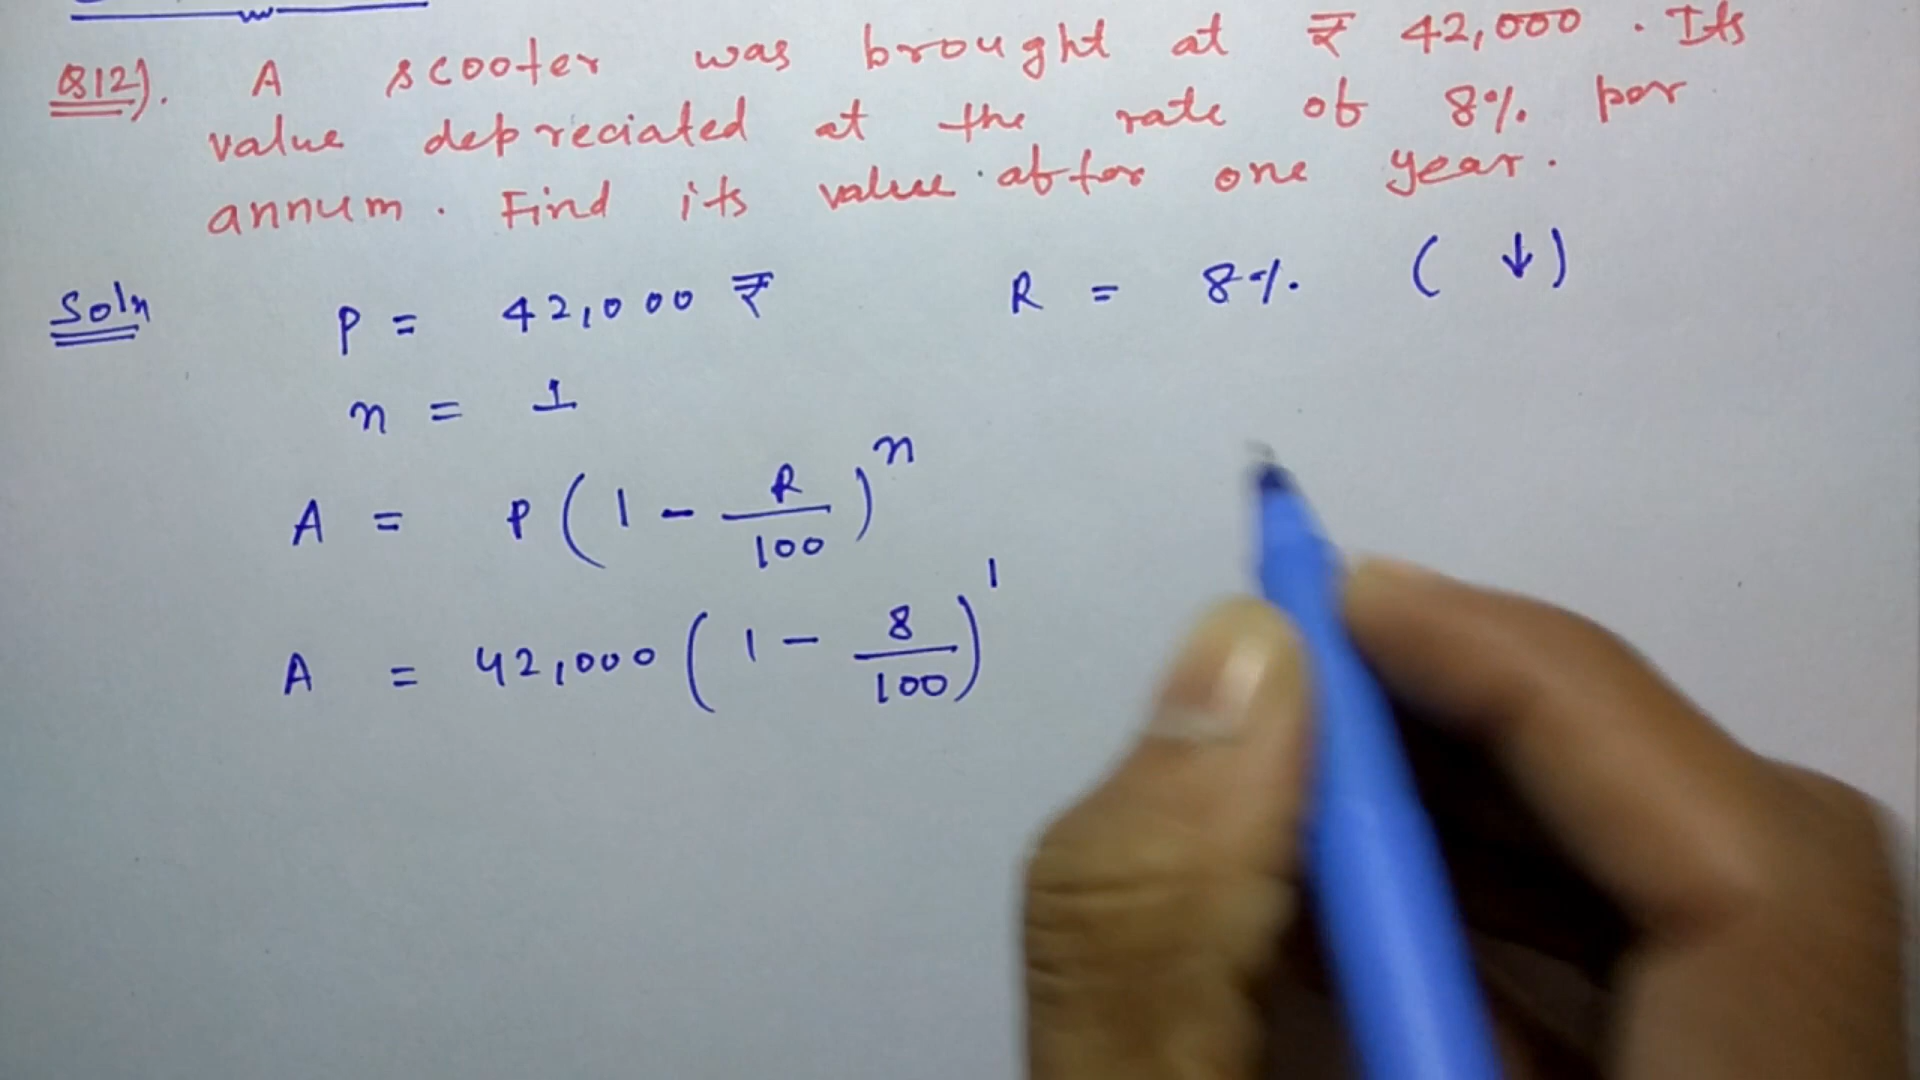 Q12). A scooter was brought at ₹ 42,000 . Its
value depreciated at the rate of 8% per
annum . Find its value after one year .
Soln P = 42,000 ₹ R = 8% ( ↓ )
n = 1
A = P ( 1 - R/100 )^n
A = 42,000 ( 1 - 8/100 )^1